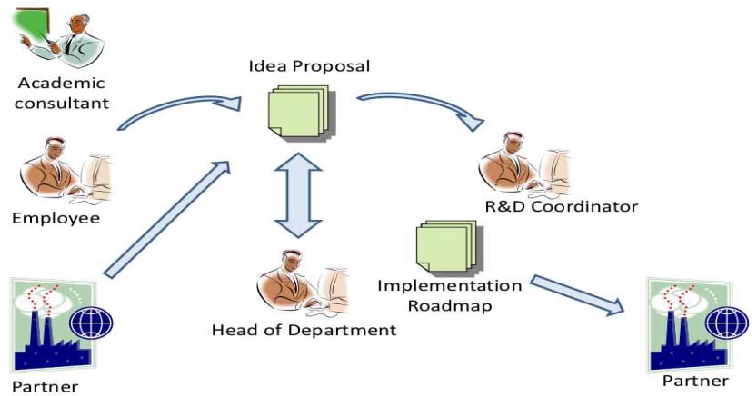 Academic
consultant
Idea Proposal
Employee
R&D Coordinator
Implementation
Roadmap
Head of Department
Partner
Partner